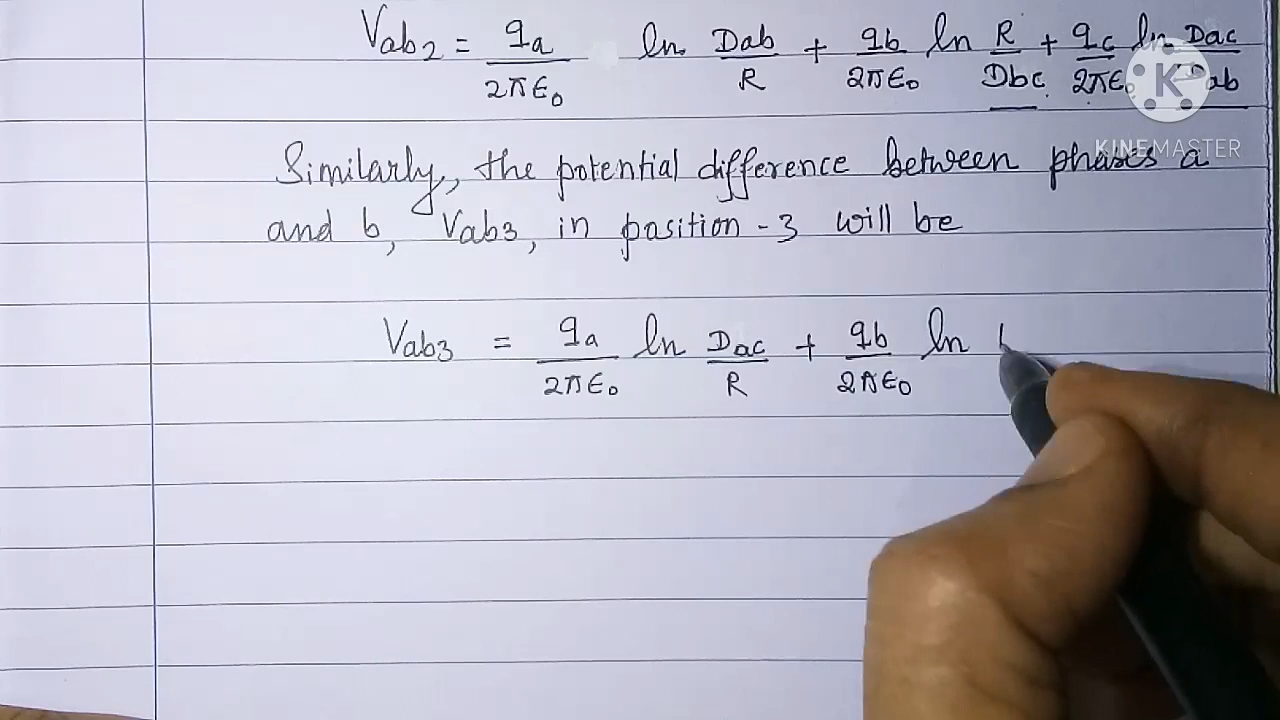 Vab2 = qa/2πε0 ln Dab/R + qb/2πε0 ln R/Dbc + qc/2πε0 ln Dac/ab
KINEMASTER
Similarly, the potential difference between phases a
and b, Vab3, in position - 3 will be
Vab3 = qa/2πε0 ln Dac/R + qb/2πε0 ln